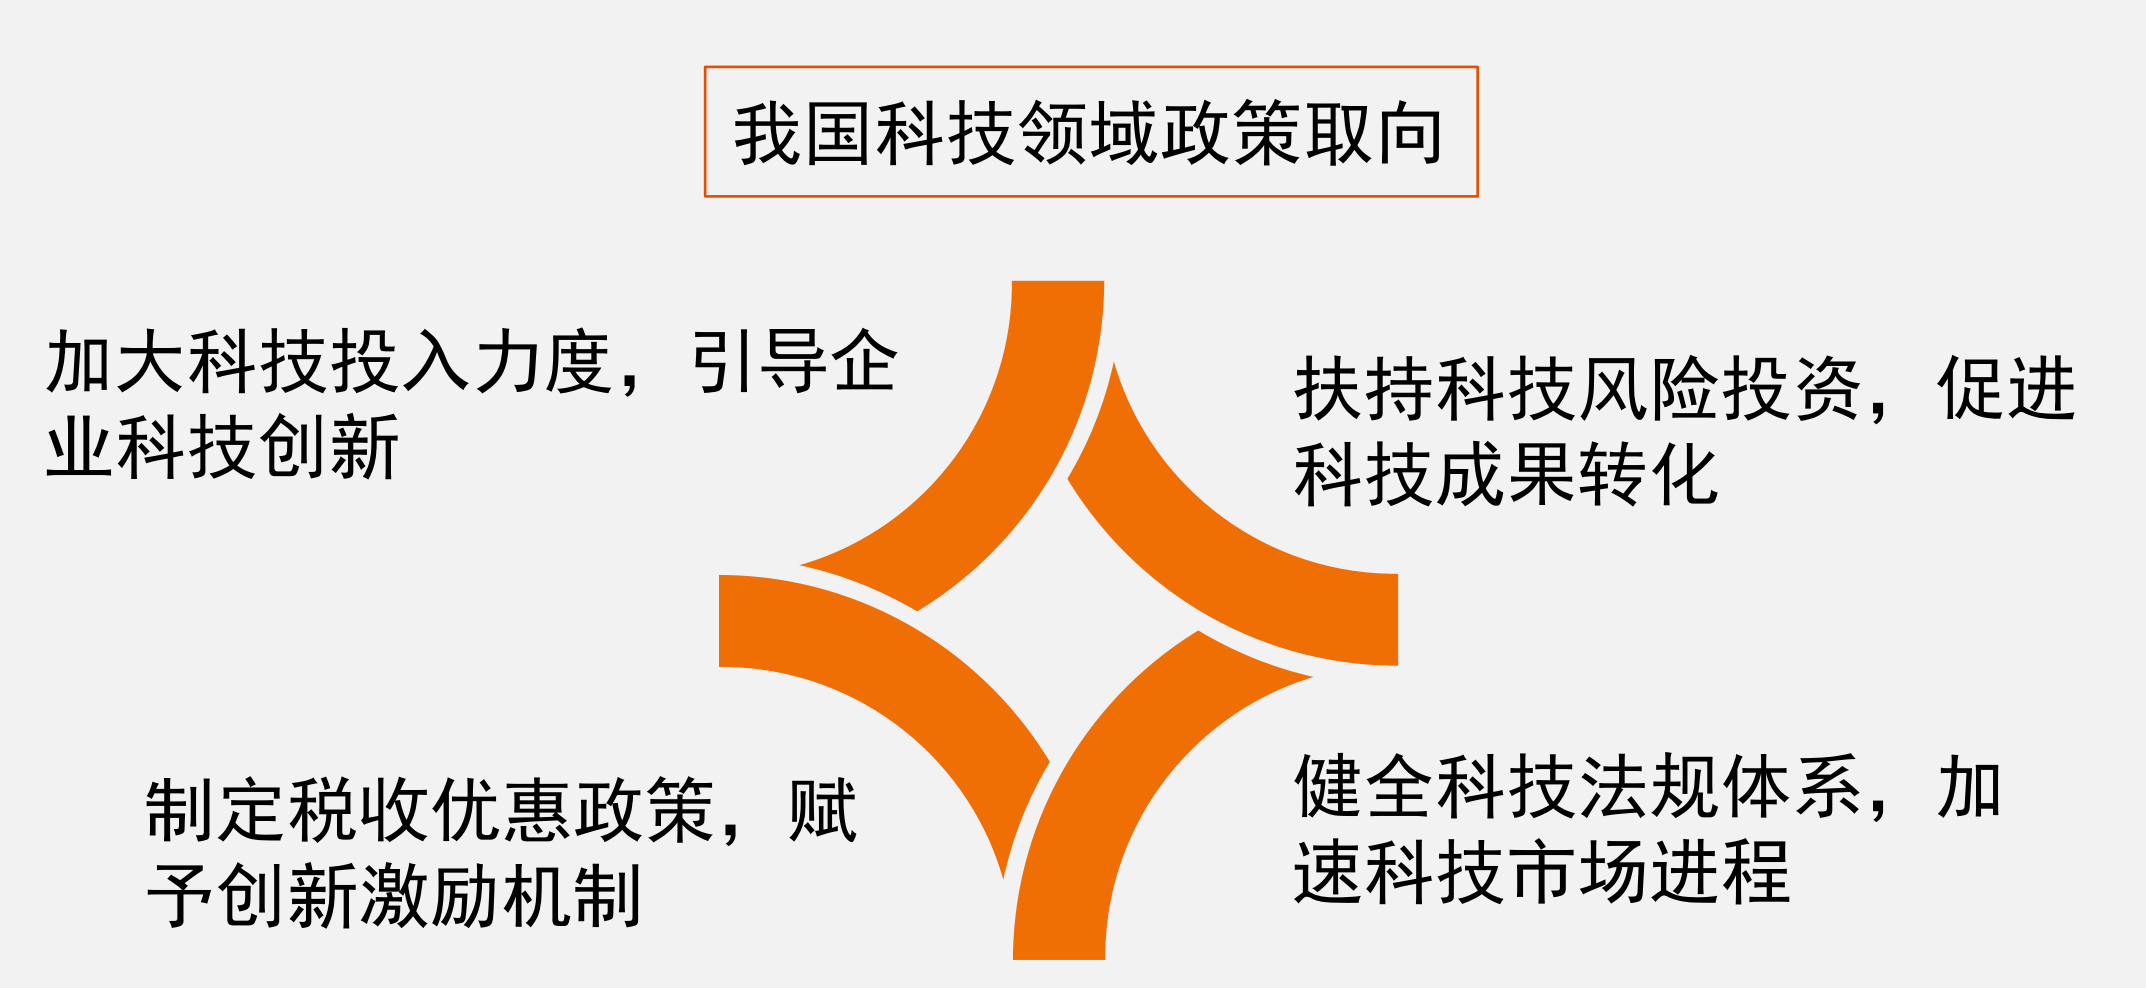 我国科技领域政策取向
加大科技投入力度，引导企
业科技创新
扶持科技风险投资，促进
科技成果转化
制定税收优惠政策，赋
予创新激励机制
健全科技法规体系，加
速科技市场进程